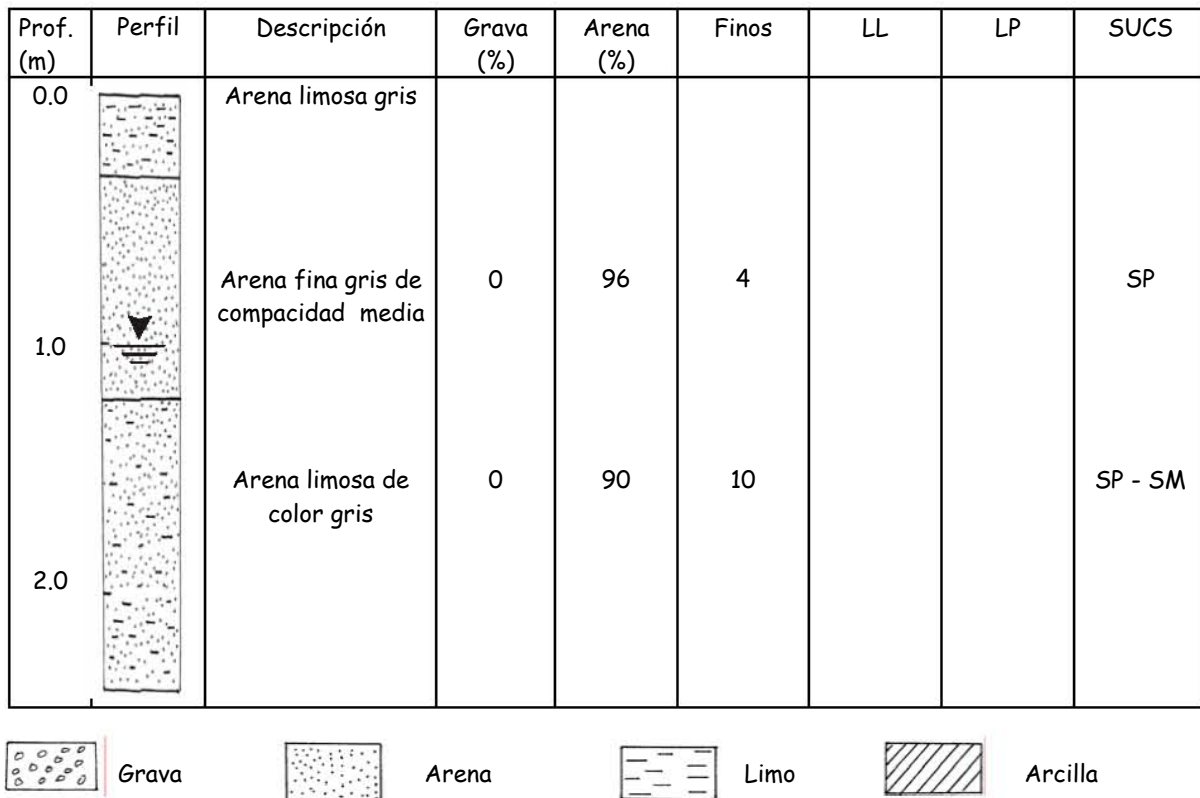 Prof. (m) Perfil Descripción Grava (%) Arena (%) Finos LL LP SUCS
0.0 Arena limosa gris
Arena fina gris de compacidad media 0 96 4 SP
1.0
Arena limosa de color gris 0 90 10 SP - SM
2.0
Grava Arena Limo Arcilla